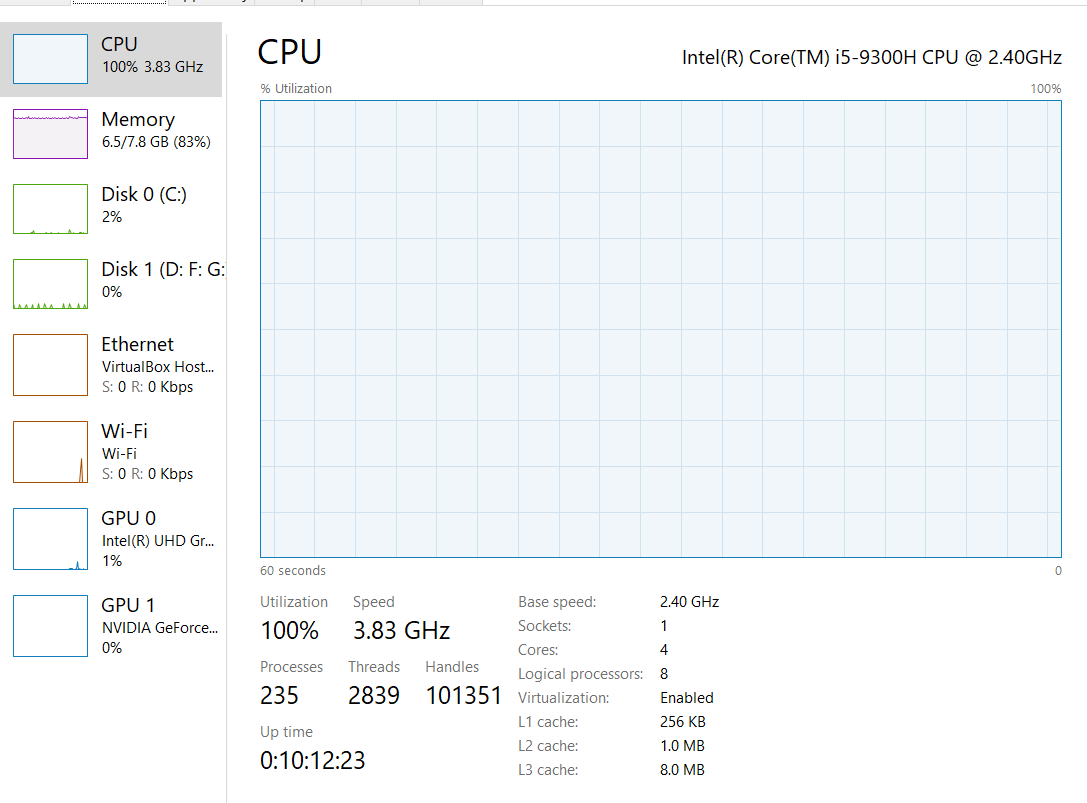 CPU
100% 3.83 GHz
Memory
6.5/7.8 GB (83%)
Disk 0 (C:)
2%
Disk 1 (D: F: G:
0%
Ethernet
VirtualBox Host...
S: 0 R: 0 Kbps
Wi-Fi
Wi-Fi
S: 0 R: 0 Kbps
GPU 0
Intel(R) UHD Gr...
1%
GPU 1
NVIDIA GeForce...
0%
CPU
Intel(R) Core(TM) i5-9300H CPU @ 2.40GHz
% Utilization 100%
60 seconds 0
Utilization Speed
100% 3.83 GHz
Processes Threads Handles
235 2839 101351
Up time
0:10:12:23
Base speed: 2.40 GHz
Sockets: 1
Cores: 4
Logical processors: 8
Virtualization: Enabled
L1 cache: 256 KB
L2 cache: 1.0 MB
L3 cache: 8.0 MB